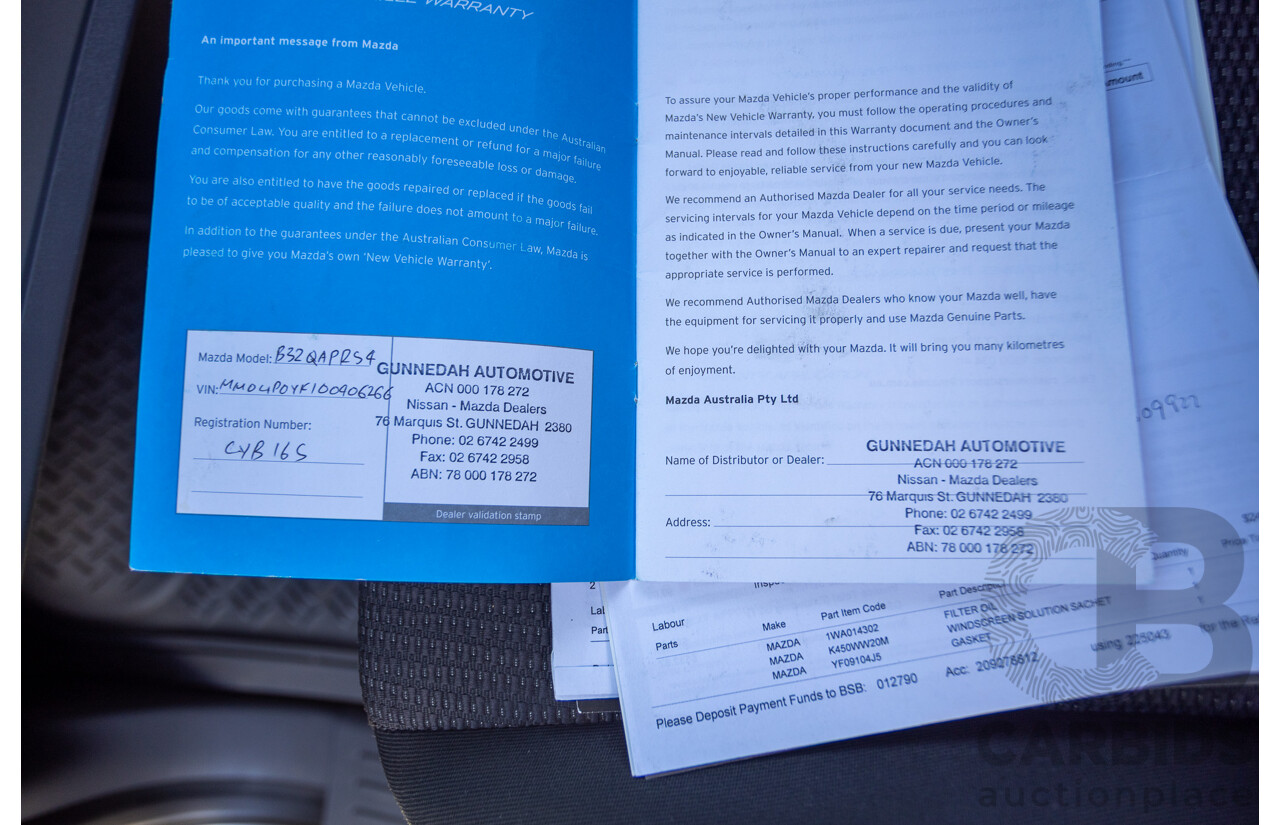 WARRANTY
An important message from Mazda
Thank you for purchasing a Mazda Vehicle.
Our goods come with guarantees that cannot be excluded under the Australian
Consumer Law. You are entitled to a replacement or refund for a major failure
and compensation for any other reasonably foreseeable loss or damage.
You are also entitled to have the goods repaired or replaced if the goods fail
to be of acceptable quality and the failure does not amount to a major failure.
In addition to the guarantees under the Australian Consumer Law, Mazda is
pleased to give you Mazda's own 'New Vehicle Warranty'.
Mazda Model: B32QAPRS4
VIN: MM0UP0YF100906266
Registration Number:
CYB16S
GUNNEDAH AUTOMOTIVE
ACN 000 178 272
Nissan - Mazda Dealers
76 Marquis St. GUNNEDAH 2380
Phone: 02 6742 2499
Fax: 02 6742 2958
ABN: 78 000 178 272
Dealer validation stamp
To assure your Mazda Vehicle's proper performance and the validity of
Mazda's New Vehicle Warranty, you must follow the operating procedures and
maintenance intervals detailed in this Warranty document and the Owner's
Manual. Please read and follow these instructions carefully and you can look
forward to enjoyable, reliable service from your new Mazda Vehicle.
We recommend an Authorised Mazda Dealer for all your service needs. The
servicing intervals for your Mazda Vehicle depend on the time period or mileage
as indicated in the Owner's Manual. When a service is due, present your Mazda
together with the Owner's Manual to an expert repairer and request that the
appropriate service is performed.
We recommend Authorised Mazda Dealers who know your Mazda well, have
the equipment for servicing it properly and use Mazda Genuine Parts.
We hope you're delighted with your Mazda. It will bring you many kilometres
of enjoyment.
Mazda Australia Pty Ltd
Name of Distributor or Dealer:
Address:
GUNNEDAH AUTOMOTIVE
ACN 000 178 272
Nissan - Mazda Dealers
76 Marquis St. GUNNEDAH 2380
Phone: 02 6742 2499
Fax: 02 6742 2958
ABN: 78 000 178 272
2
Labour Make Part Item Code
Parts MAZDA 1WA014302 FILTER OIL
MAZDA K450WW20M WINDSCREEN SOLUTION SACHET
MAZDA YF09104J5 GASKET
Quantity
Please Deposit Payment Funds to BSB: 012790 Acc: 209276612 using 225043 for the
CB
CARBIDS
auctionplace